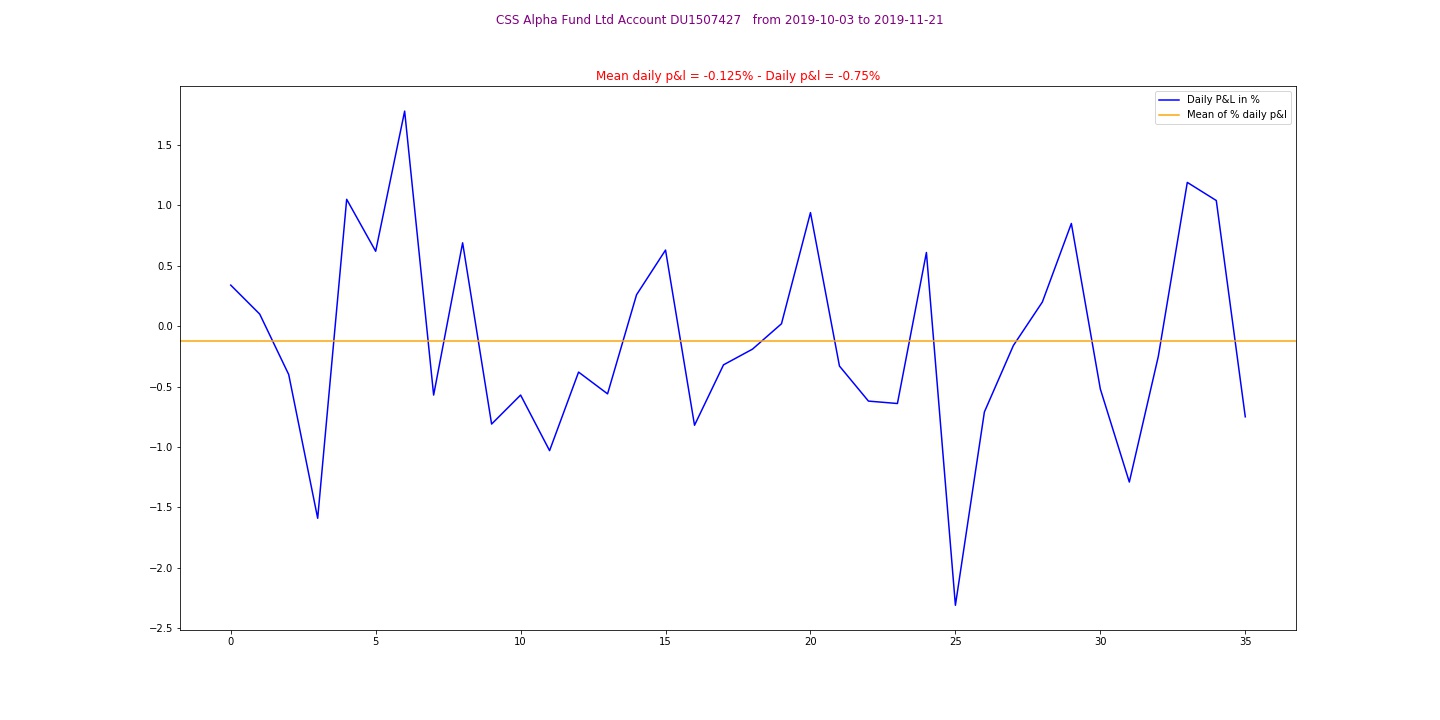 CSS Alpha Fund Ltd Account DU1507427   from 2019-10-03 to 2019-11-21
Mean daily p&l = -0.125% - Daily p&l = -0.75%
Daily P&L in %
Mean of % daily p&l
1.5
1.0
0.5
0.0
−0.5
−1.0
−1.5
−2.0
−2.5
0 5 10 15 20 25 30 35